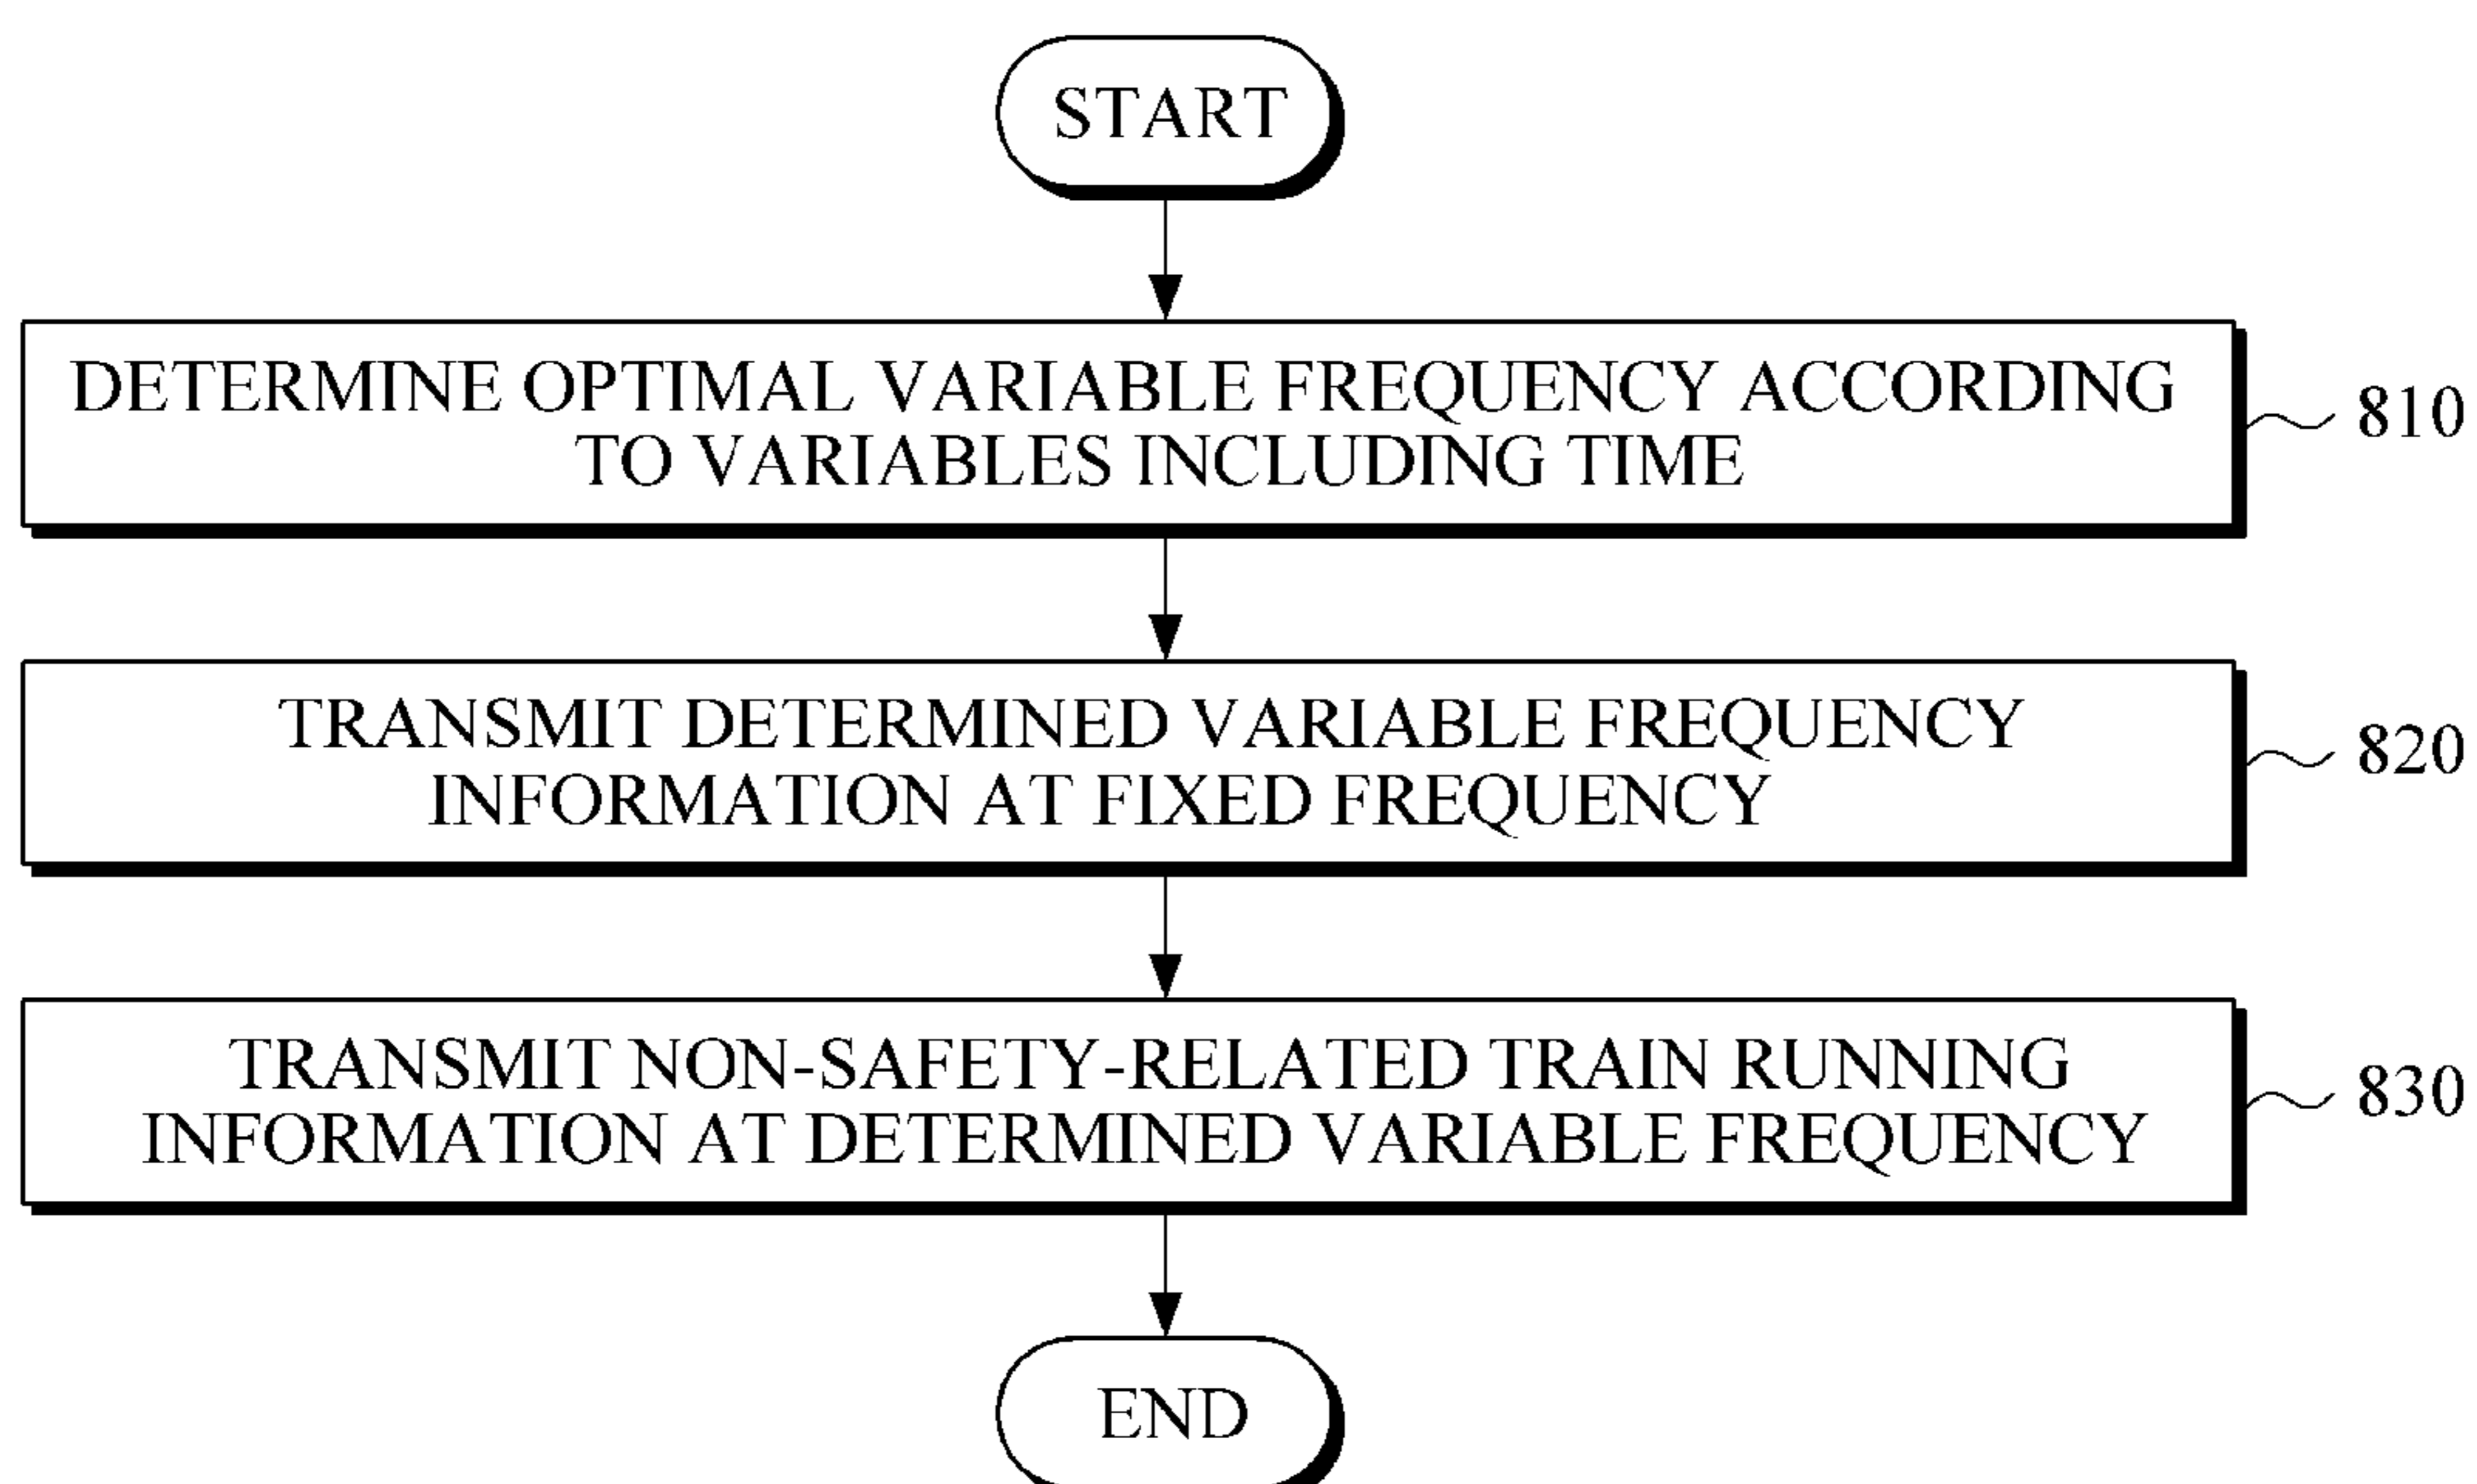 START
DETERMINE OPTIMAL VARIABLE FREQUENCY ACCORDING
TO VARIABLES INCLUDING TIME
810
TRANSMIT DETERMINED VARIABLE FREQUENCY
INFORMATION AT FIXED FREQUENCY
820
TRANSMIT NON-SAFETY-RELATED TRAIN RUNNING
INFORMATION AT DETERMINED VARIABLE FREQUENCY
830
END